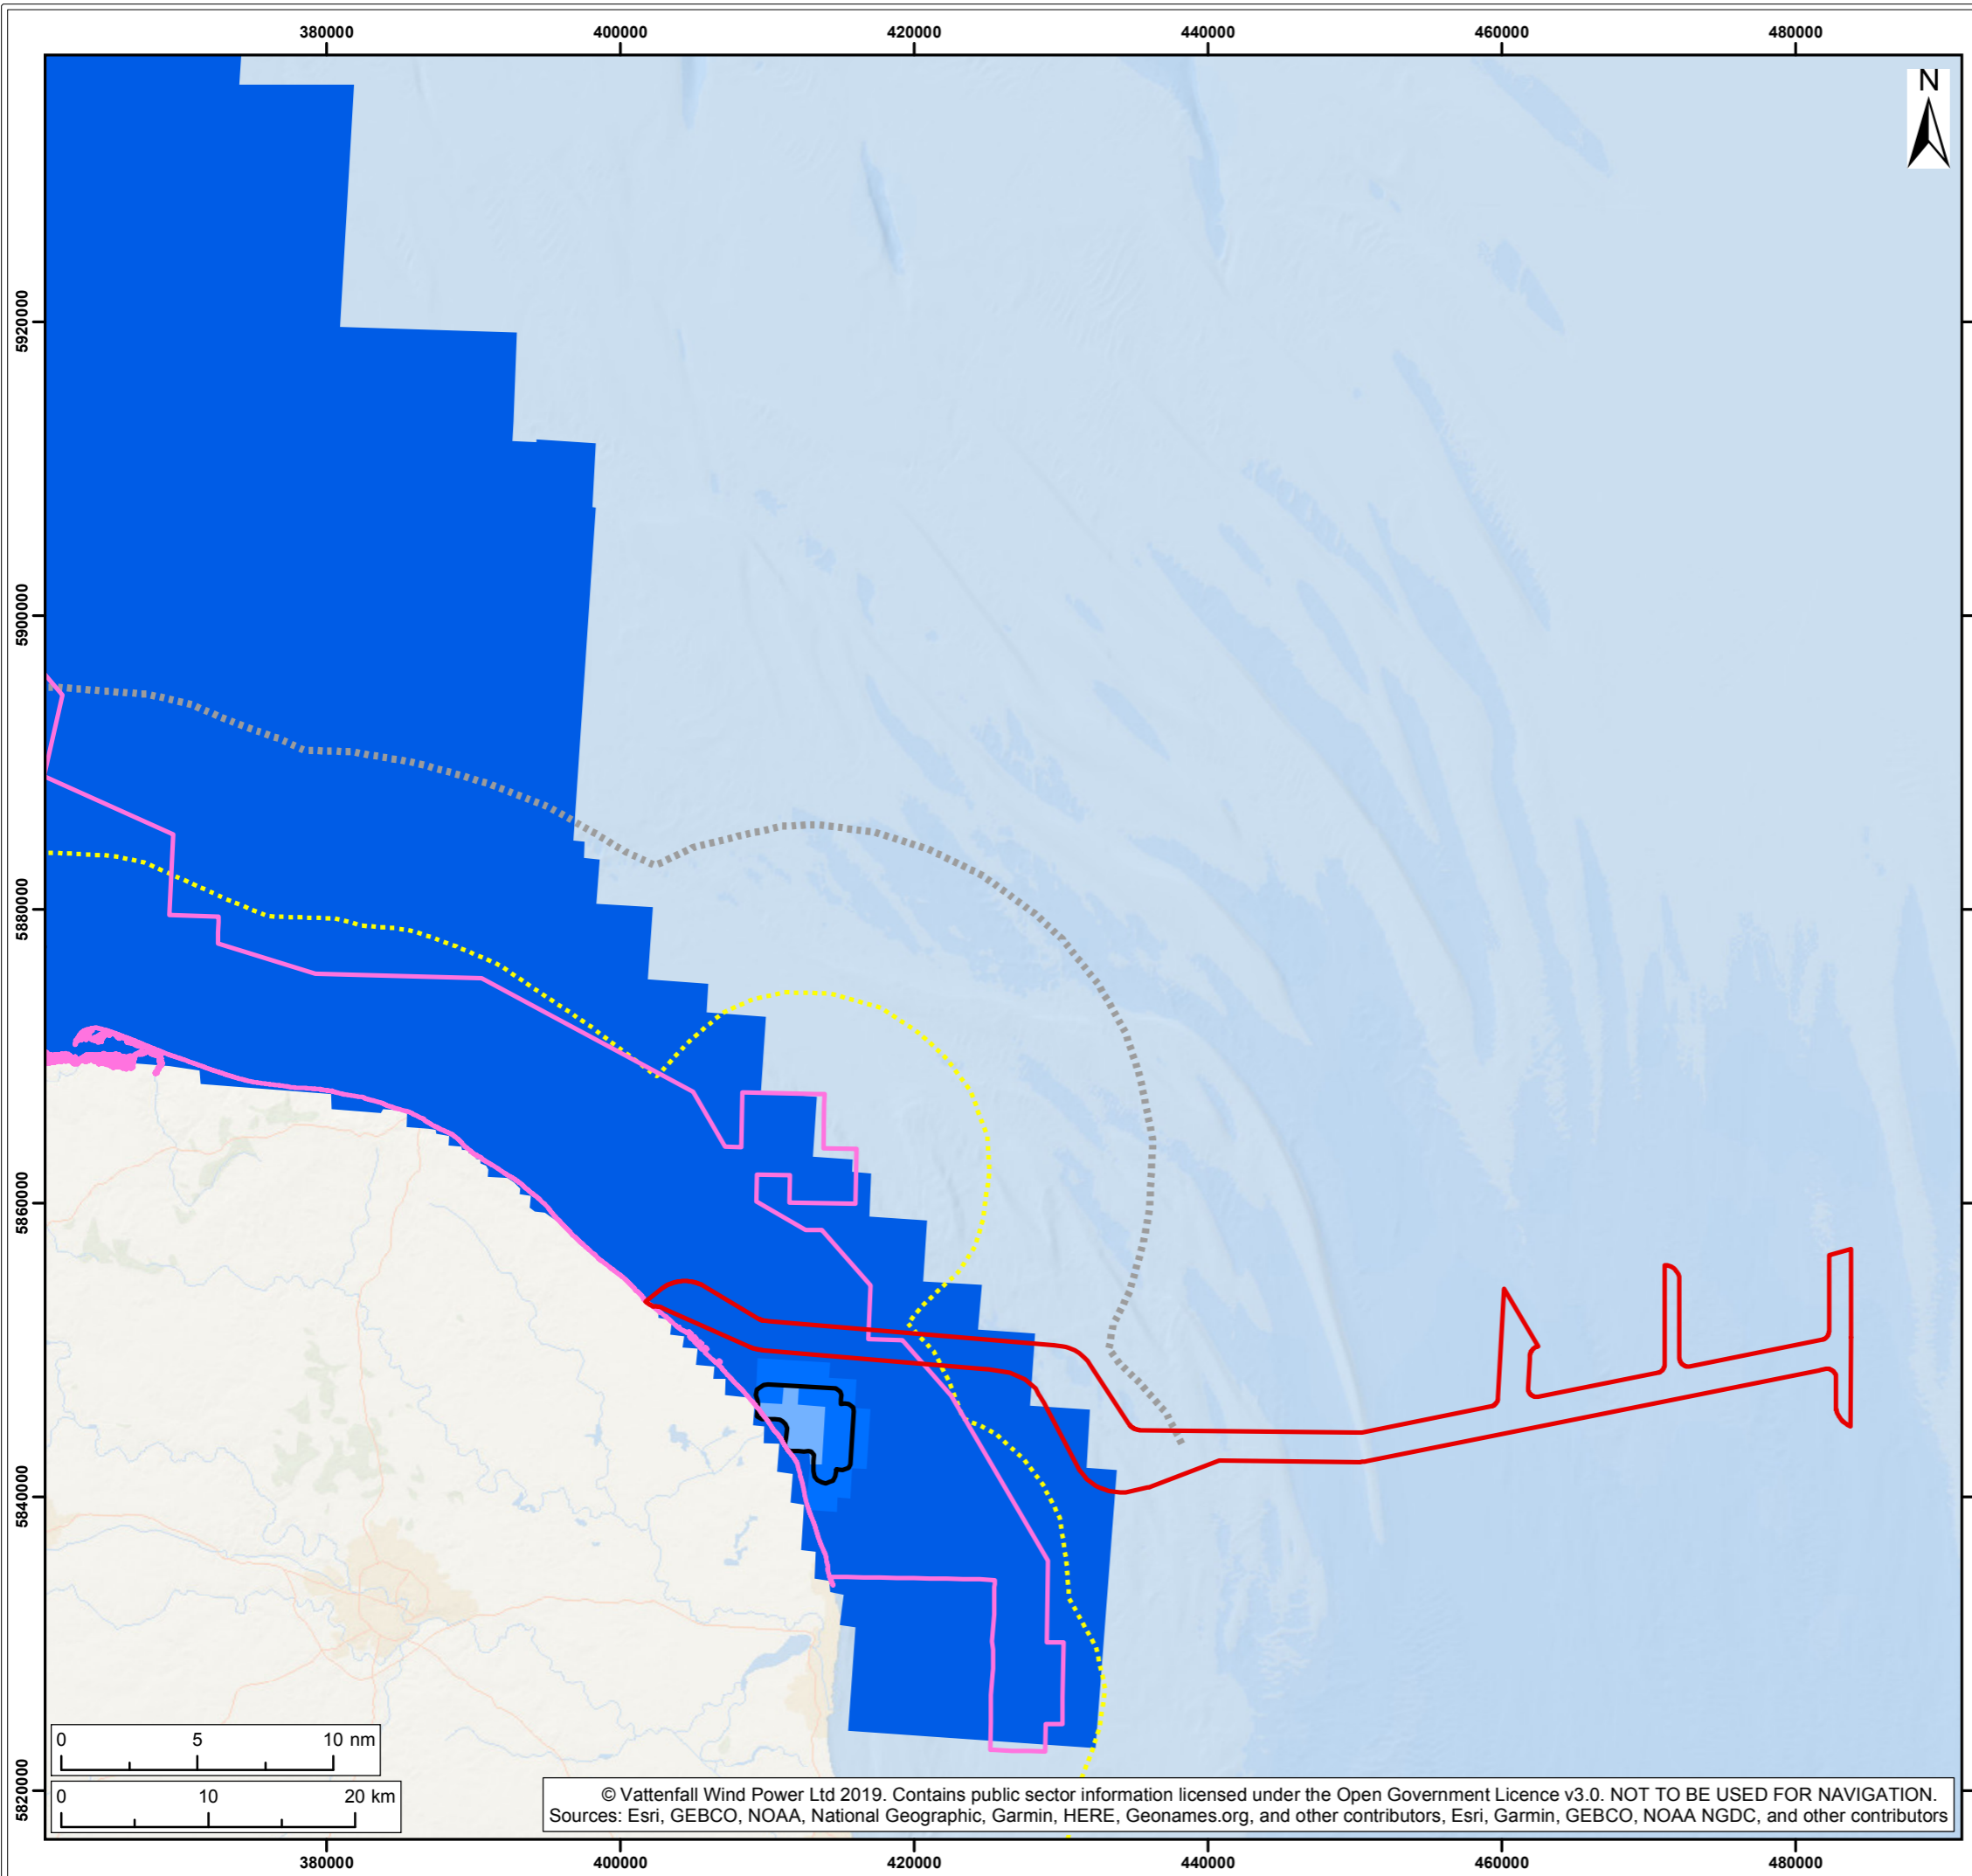 380000 400000 420000 440000 460000 480000
N
5920000
5900000
5880000
5860000
5840000
5820000
0 5 10 nm
0 10 20 km
© Vattenfall Wind Power Ltd 2019. Contains public sector information licensed under the Open Government Licence v3.0. NOT TO BE USED FOR NAVIGATION.
Sources: Esri, GEBCO, NOAA, National Geographic, Garmin, HERE, Geonames.org, and other contributors, Esri, Garmin, GEBCO, NOAA NGDC, and other contributors
380000 400000 420000 440000 460000 480000